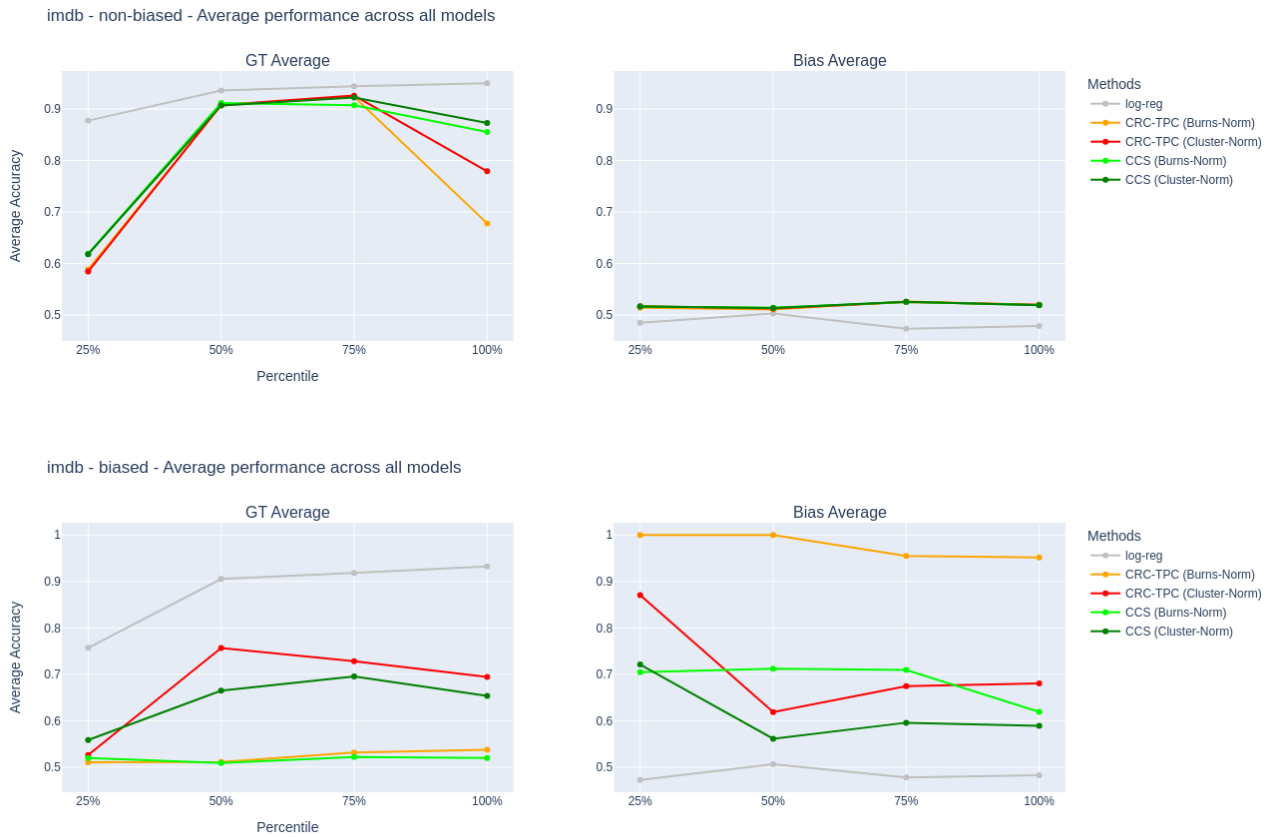 imdb - non-biased - Average performance across all models
GT Average
Bias Average
Methods
log-reg
CRC-TPC (Burns-Norm)
CRC-TPC (Cluster-Norm)
CCS (Burns-Norm)
CCS (Cluster-Norm)
Average Accuracy
0.9
0.8
0.7
0.6
0.5
25% 50% 75% 100%
Percentile
0.9
0.8
0.7
0.6
0.5
25% 50% 75% 100%
imdb - biased - Average performance across all models
GT Average
Bias Average
Methods
log-reg
CRC-TPC (Burns-Norm)
CRC-TPC (Cluster-Norm)
CCS (Burns-Norm)
CCS (Cluster-Norm)
Average Accuracy
1
0.9
0.8
0.7
0.6
0.5
25% 50% 75% 100%
Percentile
1
0.9
0.8
0.7
0.6
0.5
25% 50% 75% 100%